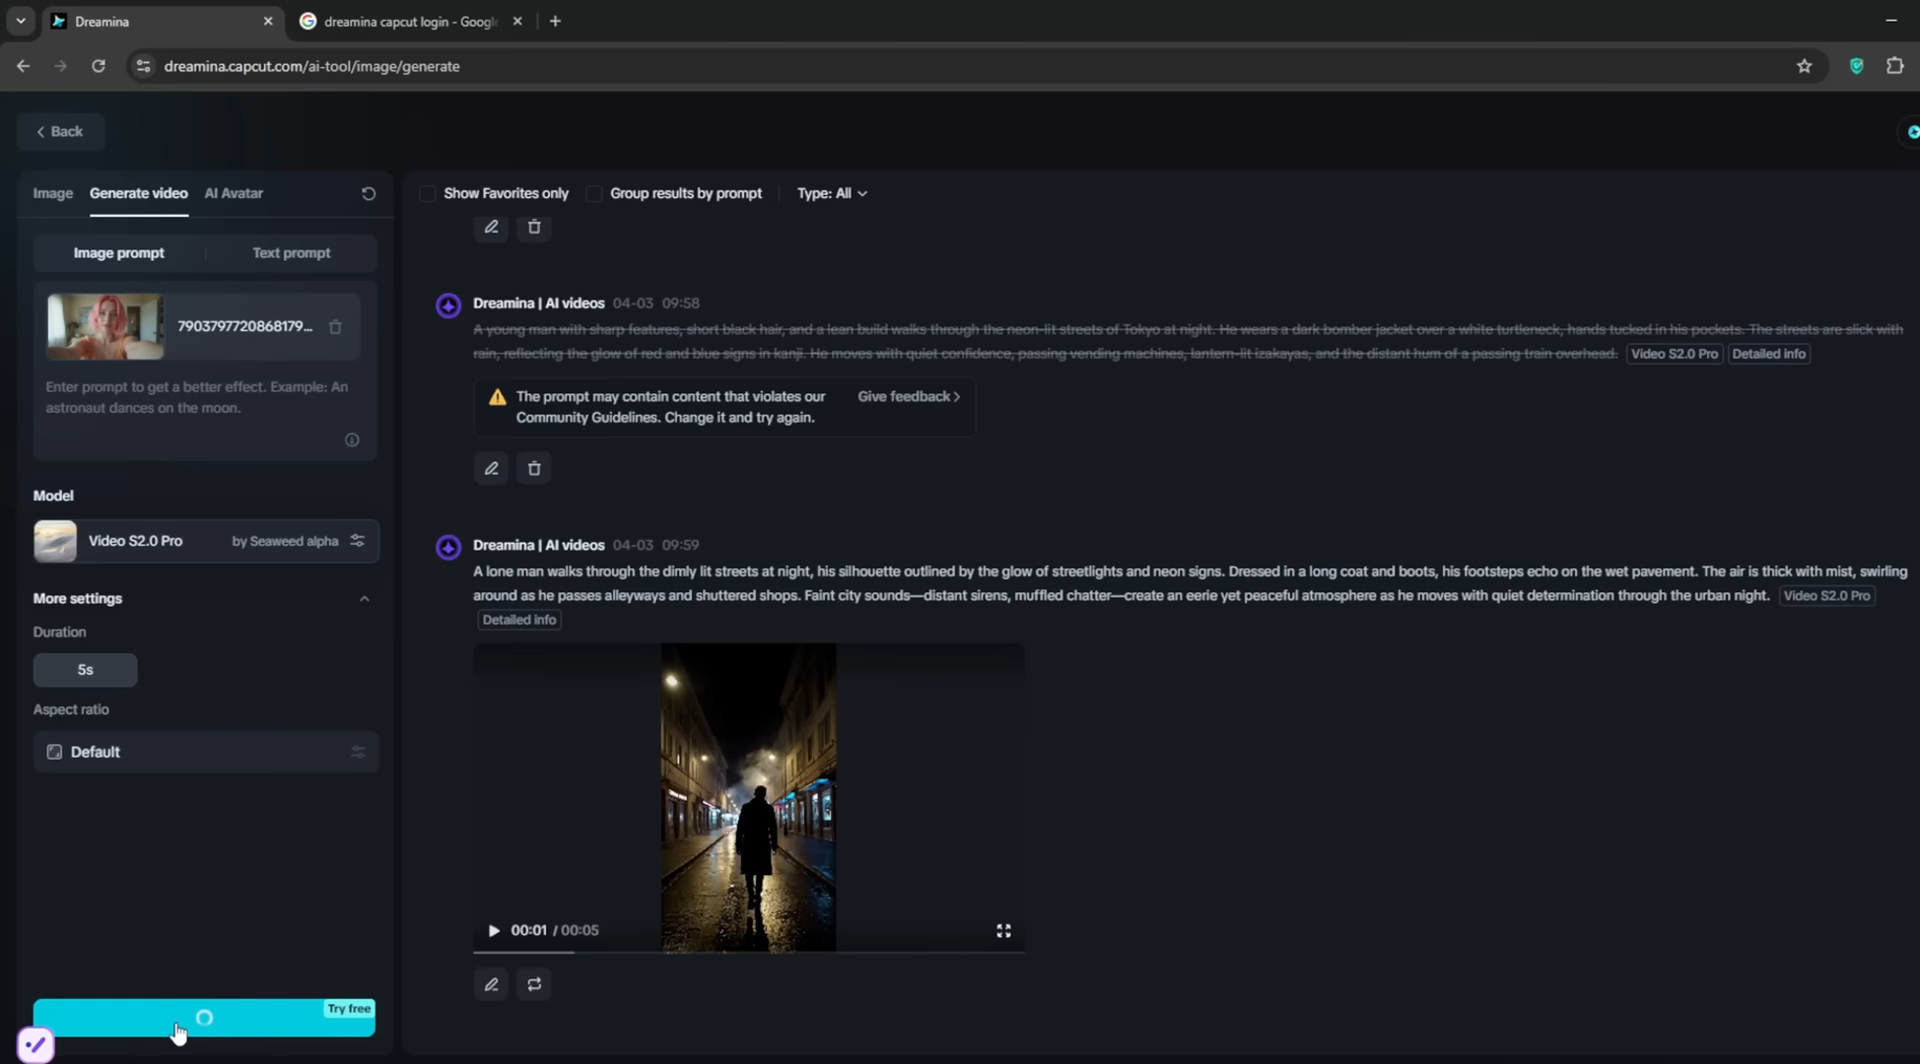 Dreamina
dreamina capcut login - Google
dreamina.capcut.com/ai-tool/image/generate
Back
Image Generate video AI Avatar
Image prompt Text prompt
7903797720868179...
Enter prompt to get a better effect. Example: An
astronaut dances on the moon.
Model
Video S2.0 Pro by Seaweed alpha
More settings
Duration
5s
Aspect ratio
Default
Try free
Show Favorites only Group results by prompt Type: All
Dreamina | AI videos 04-03 09:58
A young man with sharp features, short black hair, and a lean build walks through the neon-lit streets of Tokyo at night. He wears a dark bomber jacket over a white turtleneck, hands tucked in his pockets. The streets are slick with
rain, reflecting the glow of red and blue signs in kanji. He moves with quiet confidence, passing vending machines, lantern-lit izakayas, and the distant hum of a passing train overhead. Video S2.0 Pro Detailed info
The prompt may contain content that violates our Give feedback >
Community Guidelines. Change it and try again.
Dreamina | AI videos 04-03 09:59
A lone man walks through the dimly lit streets at night, his silhouette outlined by the glow of streetlights and neon signs. Dressed in a long coat and boots, his footsteps echo on the wet pavement. The air is thick with mist, swirling
around as he passes alleyways and shuttered shops. Faint city sounds—distant sirens, muffled chatter—create an eerie yet peaceful atmosphere as he moves with quiet determination through the urban night. Video S2.0 Pro
Detailed info
00:01 / 00:05